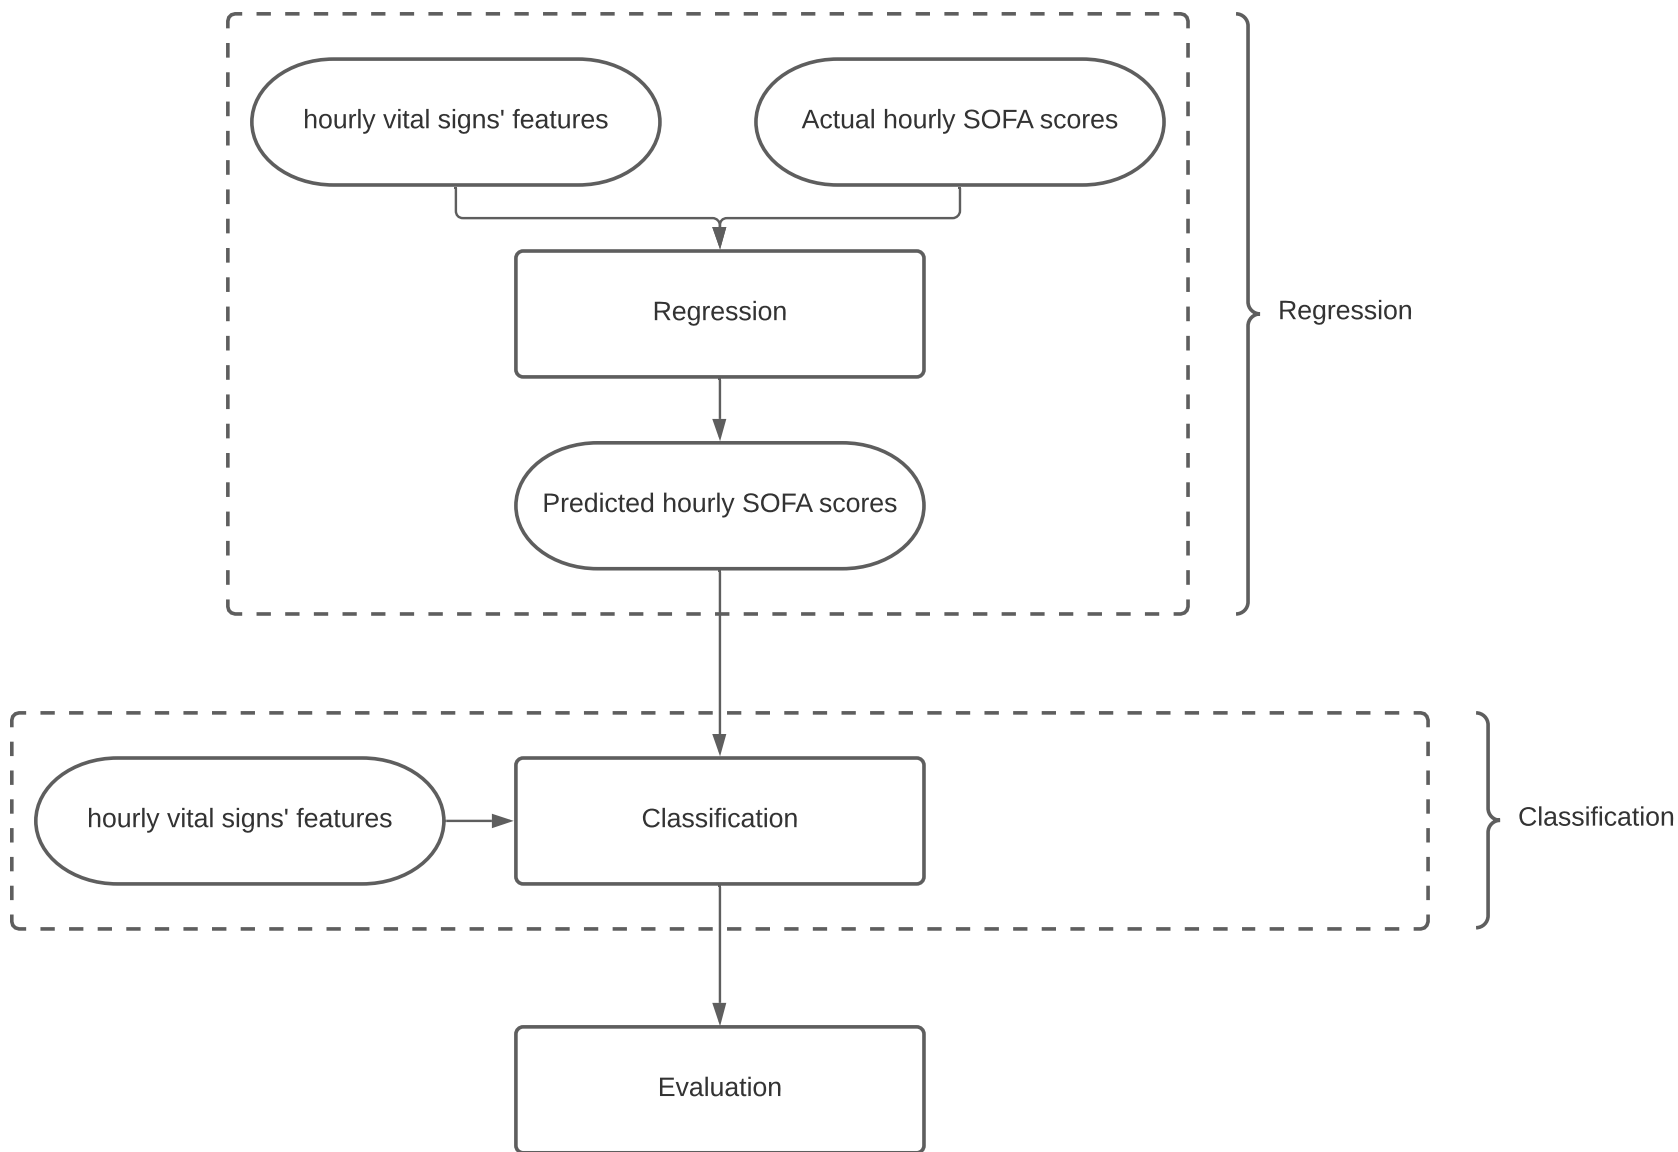 hourly vital signs' features
Actual hourly SOFA scores
Regression
Regression
Predicted hourly SOFA scores
hourly vital signs' features
Classification
Classification
Evaluation